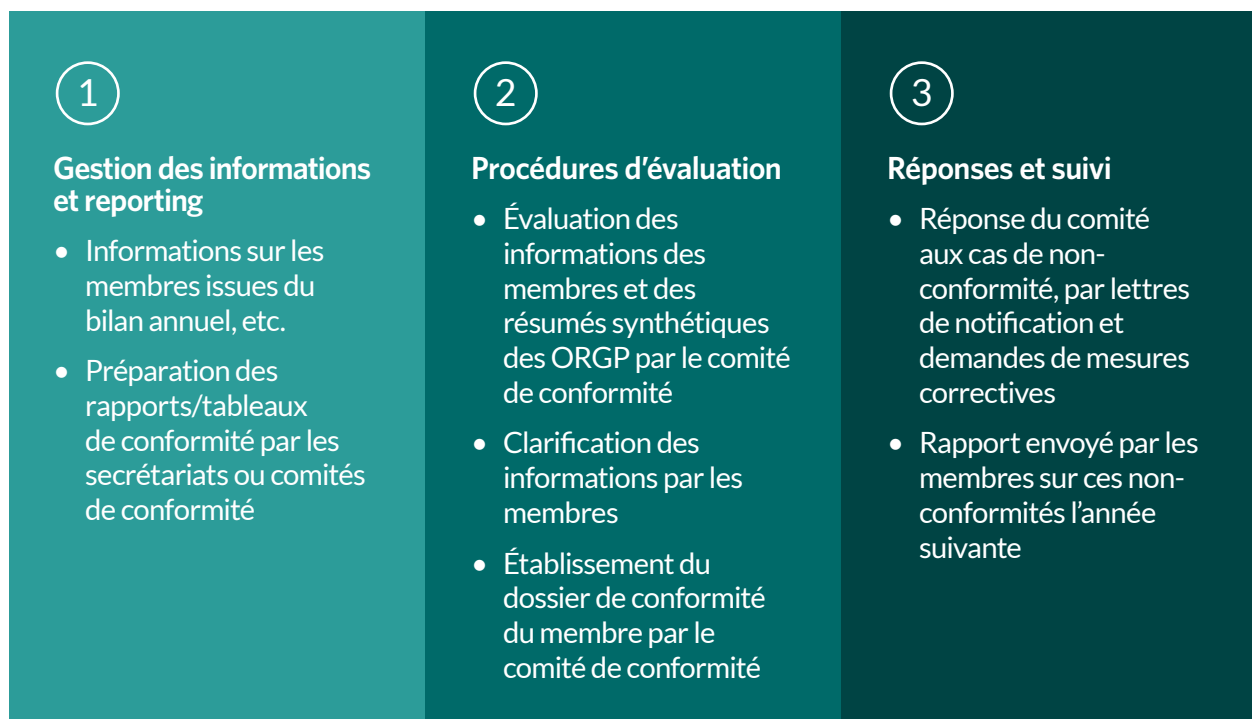 1
Gestion des informations
et reporting
• Informations sur les
membres issues du
bilan annuel, etc.
• Préparation des
rapports/tableaux
de conformité par les
secrétariats ou comités
de conformité
2
Procédures d'évaluation
• Évaluation des
informations des
membres et des
résumés synthétiques
des ORGP par le comité
de conformité
• Clarification des
informations par les
membres
• Établissement du
dossier de conformité
du membre par le
comité de conformité
3
Réponses et suivi
• Réponse du comité
aux cas de non-
conformité, par lettres
de notification et
demandes de mesures
correctives
• Rapport envoyé par les
membres sur ces non-
conformités l’année
suivante